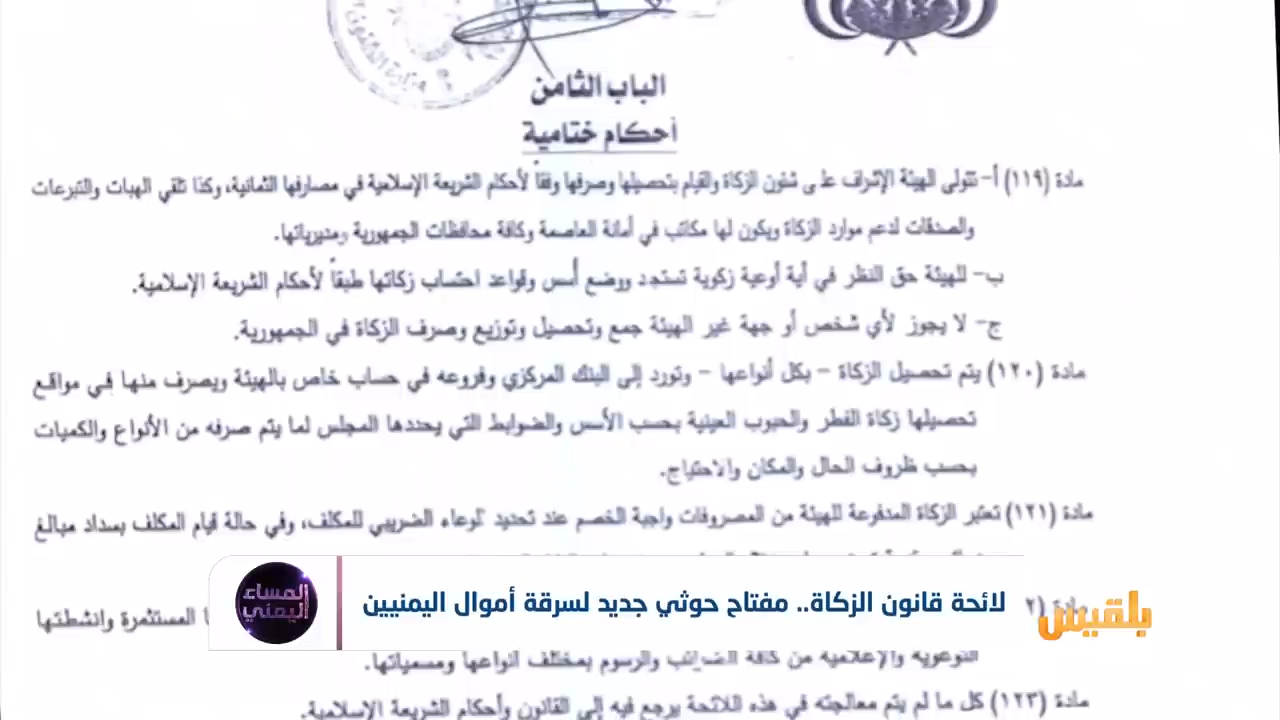 الباب الثامن
أحكام ختامية
مادة (١١٩) أ- تتولى الهيئة الإشراف على شئون الزكاة والقيام بتحصيلها وصرفها وفقاً لأحكام الشريعة الإسلامية في مصارفها الثمانية، وكذا تلقي الهبات والتبرعات
والصدقات لدعم موارد الزكاة ويكون لها مكاتب في أمانة العاصمة وكافة محافظات الجمهورية ومديرياتها.
ب- للهيئة حق النظر في أية أوعية زكوية تستجد ووضع أسس وقواعد احتساب زكاتها طبقاً لأحكام الشريعة الإسلامية.
ج- لا يجوز لأي شخص أو جهة غير الهيئة جمع وتحصيل وتوزيع وصرف الزكاة في الجمهورية.
مادة (١٢٠) يتم تحصيل الزكاة – بكل أنواعها – وتورد إلى البنك المركزي وفروعه في حساب خاص بالهيئة ويصرف منها في مواقع
تحصيلها زكاة الفطر والحبوب العينية بحسب الأسس والضوابط التي يحددها المجلس لما يتم صرفه من الأنواع والكميات
بحسب ظروف الحال والمكان والاحتياج.
مادة (١٢١) تعتبر الزكاة المدفوعة للهيئة من المصروفات واجبة الخصم عند تحديد الوعاء الضريبي للمكلف، وفي حالة قيام المكلف بسداد مبالغ
لائحة قانون الزكاة.. مفتاح حوثي جديد لسرقة أموال اليمنيين
المساء
اليمني
بلقيس
مادة
المستثمرة وانشطتها
التوعوية والإعلامية من كافة الضرائب والرسوم بمختلف أنواعها ومسمياتها.
مادة (١٢٣) كل ما لم يتم معالجته في هذه اللائحة يرجع فيه إلى القانون وأحكام الشريعة الإسلامية.